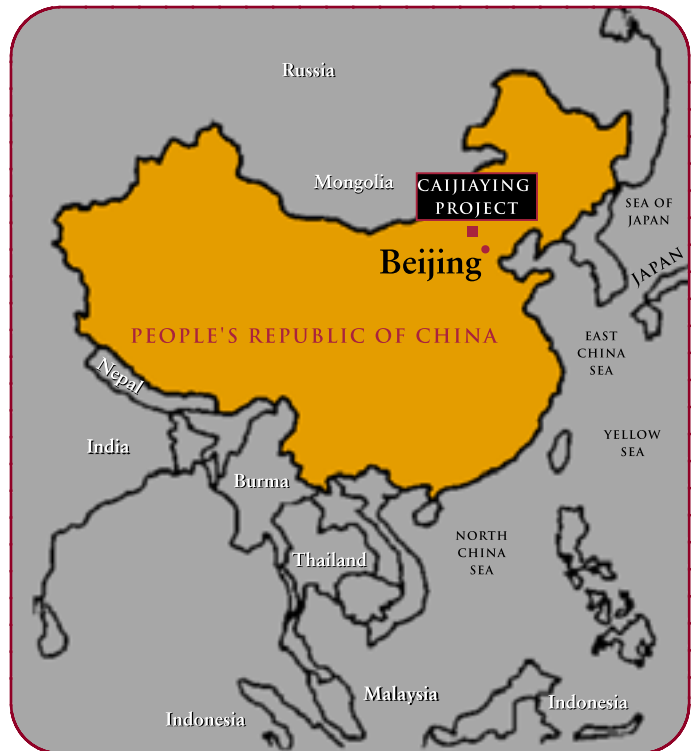 Russia
Mongolia
CAIJIAYING
PROJECT
SEA OF
JAPAN
Beijing
JAPAN
PEOPLE'S REPUBLIC OF CHINA
EAST
CHINA
SEA
Nepal
India
YELLOW
SEA
Burma
NORTH
CHINA
SEA
Thailand
Malaysia
Indonesia
Indonesia